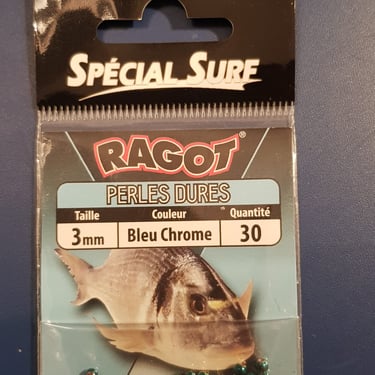 SPÉCIAL SURF
RAGOT®
PERLES DURES
Taille Couleur Quantité
3mm Bleu Chrome 30